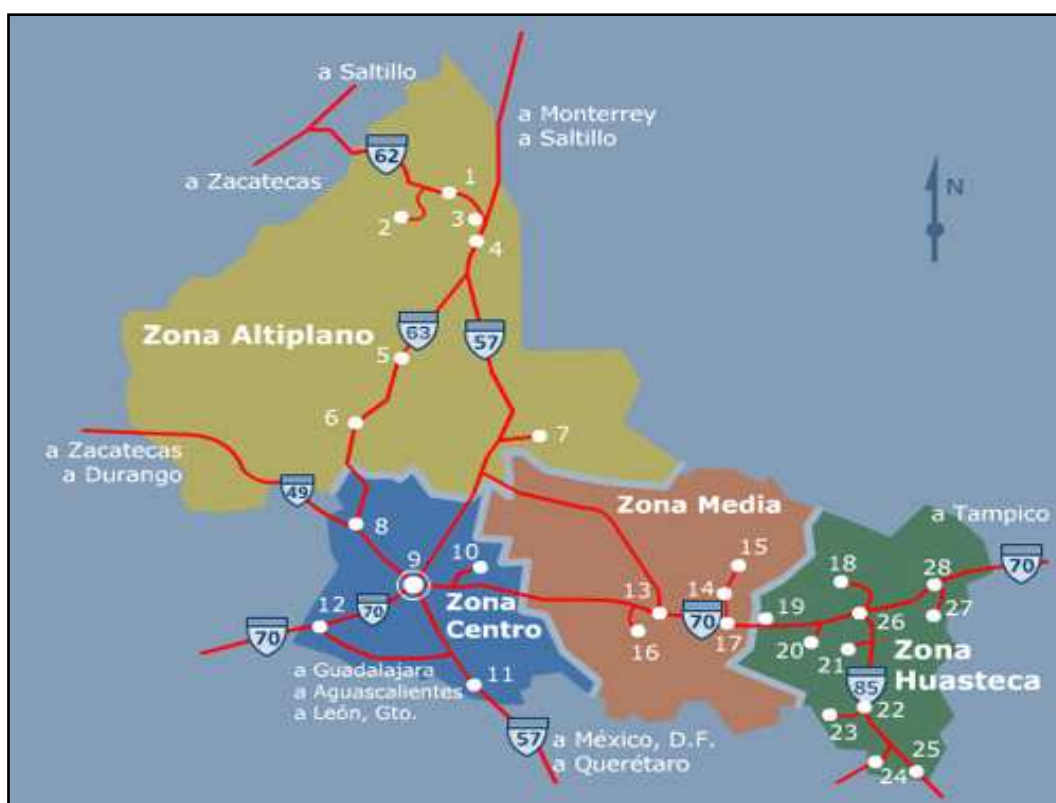 a Saltillo
a Monterrey
a Saltillo
62
a Zacatecas
1
2
3
4
N
Zona Altiplano
63
57
5
6
7
a Zacatecas
a Durango
49
8
Zona Media
a Tampico
9
10
15
18
28
70
12
70
Zona
Centro
13
14
70
19
26
27
70
16
17
20
21
Zona
Huasteca
a Guadalajara
a Aguascalientes
a León, Gto.
11
85
22
23
57
a México, D.F.
a Querétaro
24
25